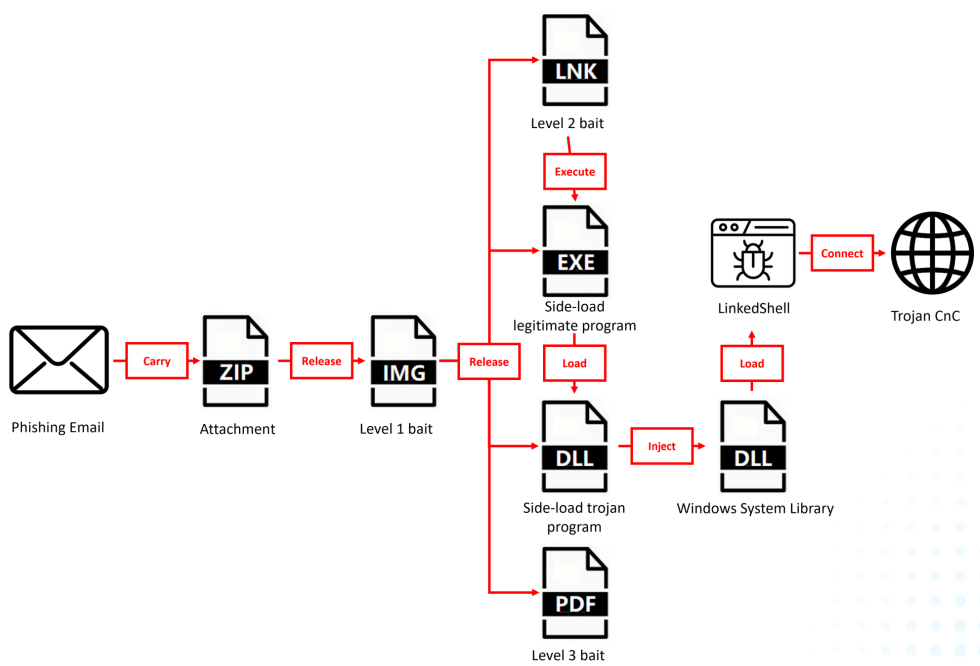 LNK
Level 2 bait
Execute
EXE
Side-load
legitimate program
LinkedShell
Connect
Trojan CnC
Phishing Email
Carry
ZIP
Attachment
Release
IMG
Level 1 bait
Release
Load
Load
DLL
Side-load trojan
program
Inject
DLL
Windows System Library
PDF
Level 3 bait